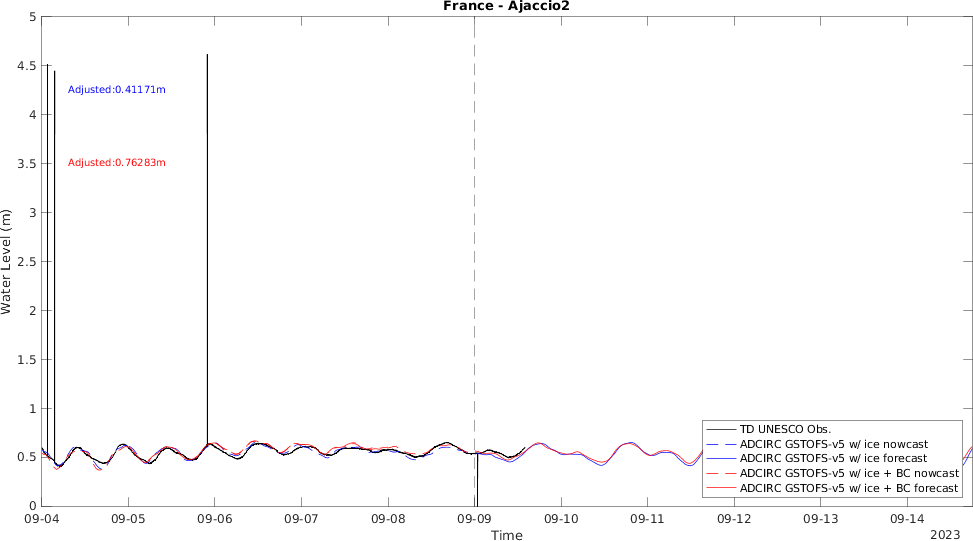 France - Ajaccio2
5
4.5
4
3.5
3
2.5
2
1.5
1
0.5
0
Water Level (m)
Adjusted:0.41171m
Adjusted:0.76283m
TD UNESCO Obs.
ADCIRC GSTOFS-v5 w/ ice nowcast
ADCIRC GSTOFS-v5 w/ ice forecast
ADCIRC GSTOFS-v5 w/ ice + BC nowcast
ADCIRC GSTOFS-v5 w/ ice + BC forecast
09-04 09-05 09-06 09-07 09-08 09-09 09-10 09-11 09-12 09-13 09-14
Time
2023